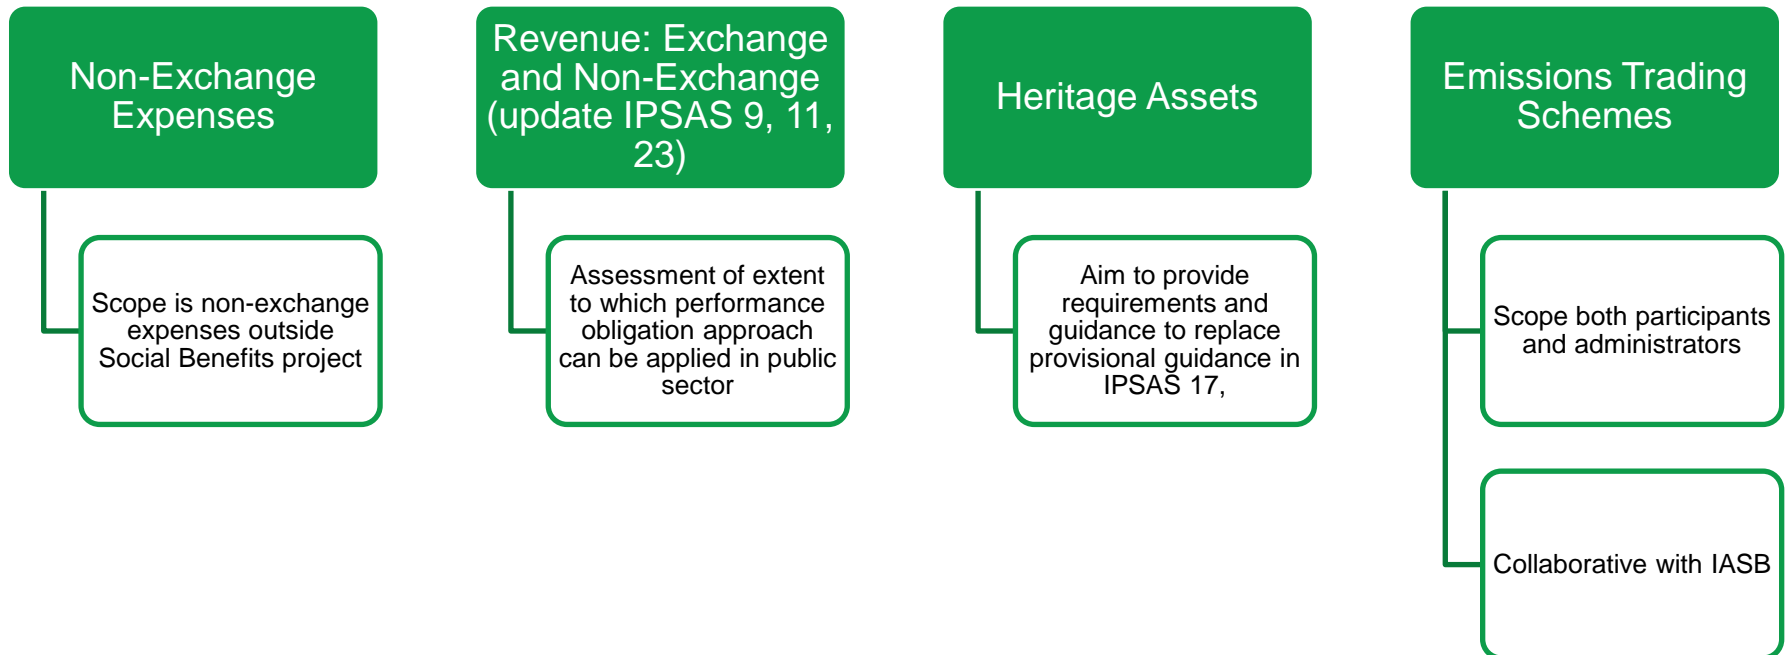 Non-Exchange
Expenses
Scope is non-exchange
expenses outside
Social Benefits project
Revenue: Exchange
and Non-Exchange
(update IPSAS 9, 11,
23)
Assessment of extent
to which performance
obligation approach
can be applied in public
sector
Heritage Assets
Aim to provide
requirements and
guidance to replace
provisional guidance in
IPSAS 17,
Emissions Trading
Schemes
Scope both participants
and administrators
Collaborative with IASB